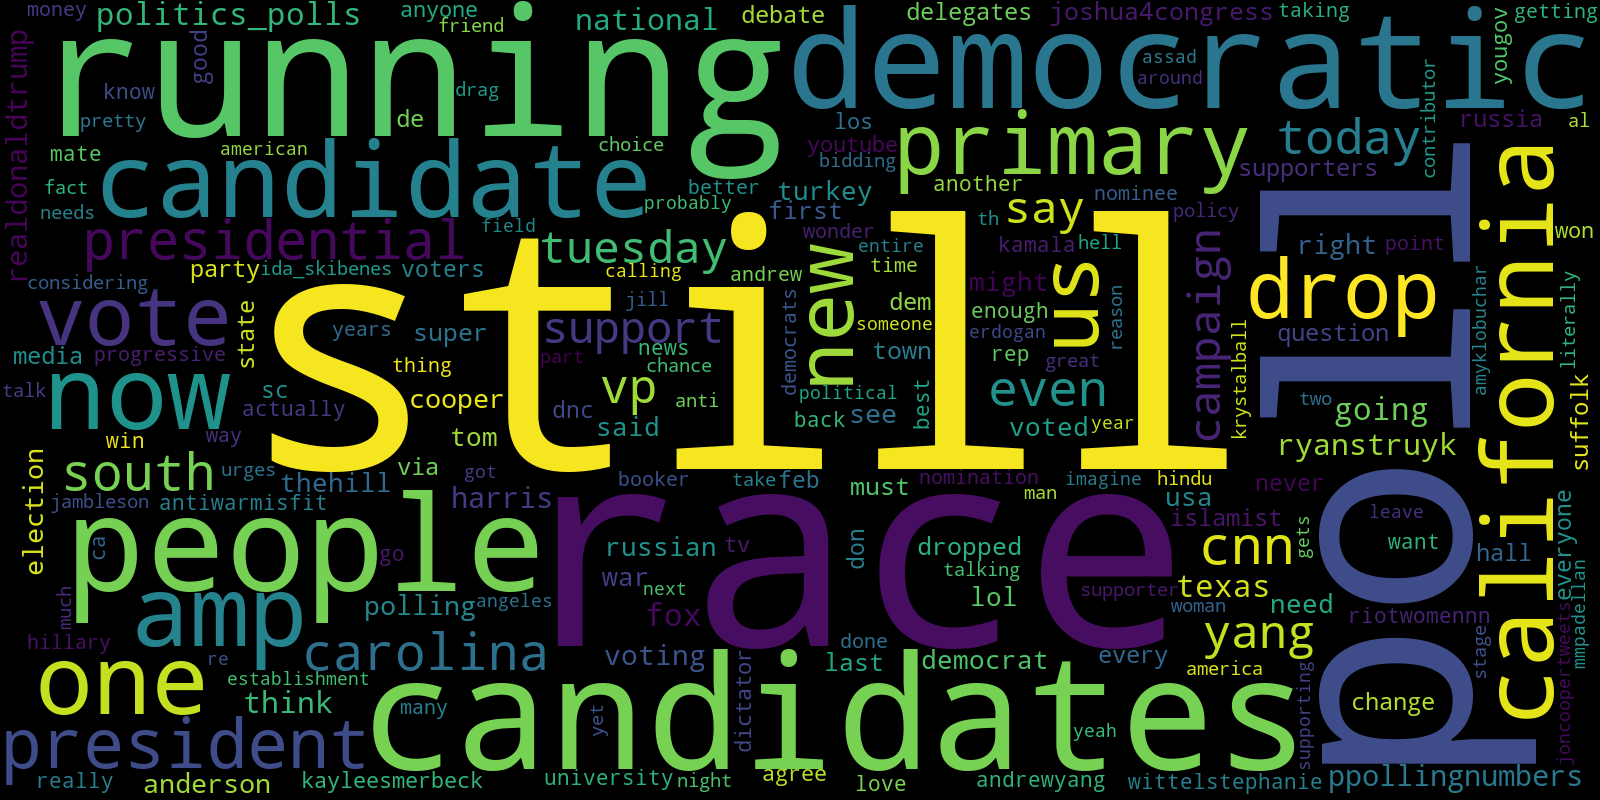 money
politics_polls
anyone
friend
national
debate
delegates
joshua4congress
taking
getting
realdonaldtrump
running
good
know
pretty
drag
de
democratic
assad
around
yougov
contributor
mate
american
choice
los
youtube
bidding
primary
today
russia
al
candidate
fact
needs
better
probably
turkey
first
another
nominee
supporters
presidential
field
tuesday
wonder
say
th
policy
kamala
hell
right
point
won
party
ida_skibenes
voters
calling
andrew
entire
time
might
considering
vote
state
years
super
jill
support
still
new
dem
enough
us
reason
campaign
drop
poll
california
literally
amyklobuchar
media
progressive
thing
news
chance
part
democrats
someone
erdogan
town
rep
great
question
krystalball
talk
now
sc
actually
cooper
dnc
vp
anti
political
best
even
two
going
suffolk
win
way
tom
said
back
see
voted
year
ryanstruyk
south
urges
thehill
via
got
booker
take
feb
must
nomination
man
imagine
hindu
never
election
jambleson
antiwarmisfit
harris
usa
islamist
gets
leave
everyone
people
ca
go
race
russian
tv
don
dropped
talking
cnn
want
hall
much
amp
polling
angeles
war
next
fox
lol
supporter
texas
woman
need
riotwomennn
mmpadellan
joncoopertweets
stage
hillary
re
carolina
voting
done
last
democrat
every
yang
america
one
establishment
think
many
yet
dictator
candidates
yeah
supporting
change
president
really
anderson
kayleesmerbeck
university
night
agree
love
andrewyang
wittelstephanie
ppollingnumbers